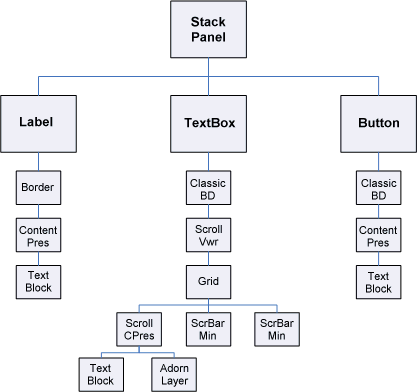 Stack
Panel
Label
TextBox
Button
Border
Classic
BD
Classic
BD
Content
Pres
Scroll
Vwr
Content
Pres
Text
Block
Grid
Text
Block
Scroll
CPres
ScrBar
Min
ScrBar
Min
Text
Block
Adorn
Layer